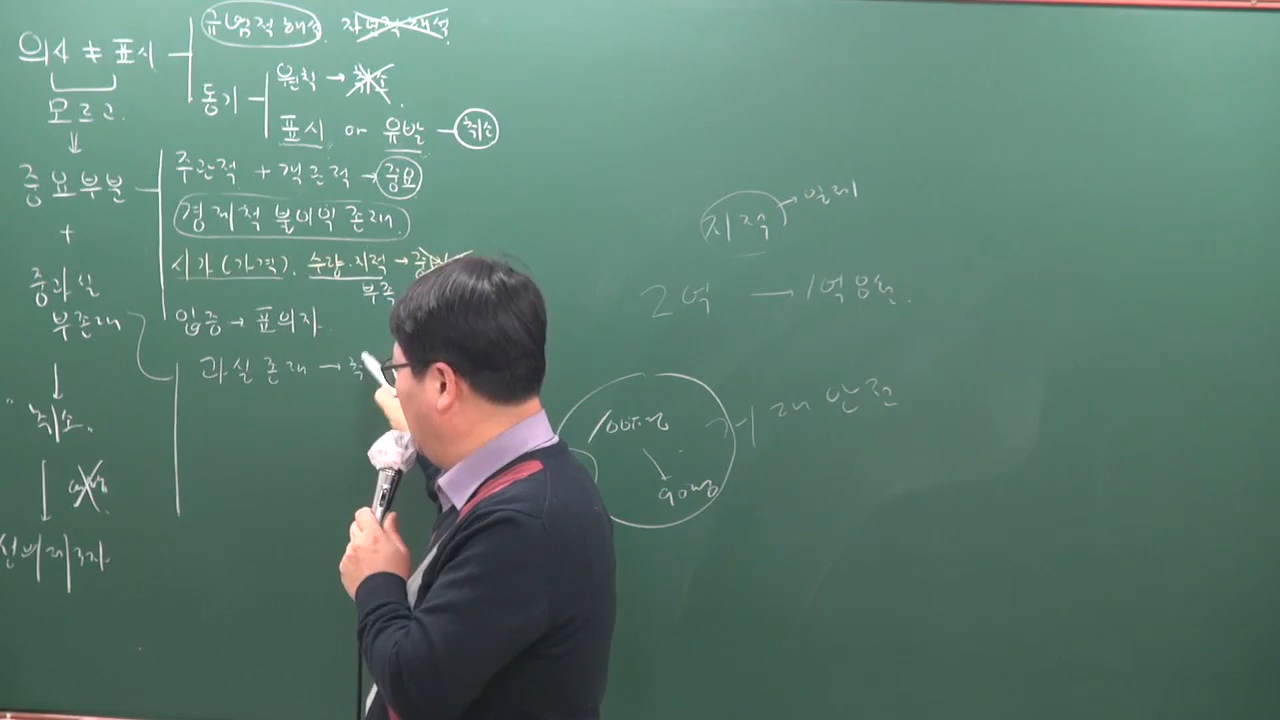 의사 ≠ 표시
규범적 해석. 자연적 해석.
동기
원칙 → 취소.
표시 or 유발 — 취소
모르고.
⇓
중요부분
주관적 + 객관적 → 중요
경제적 불이익 존재.
시가(가격). 수량.지적 →
부족
입증 → 표의자.
+
중과실
부존재
과실 존재 → 취
↓
취소.
선의 제3자
지적 → 일례
2억 → 1억 8천.
100평
↓
90평